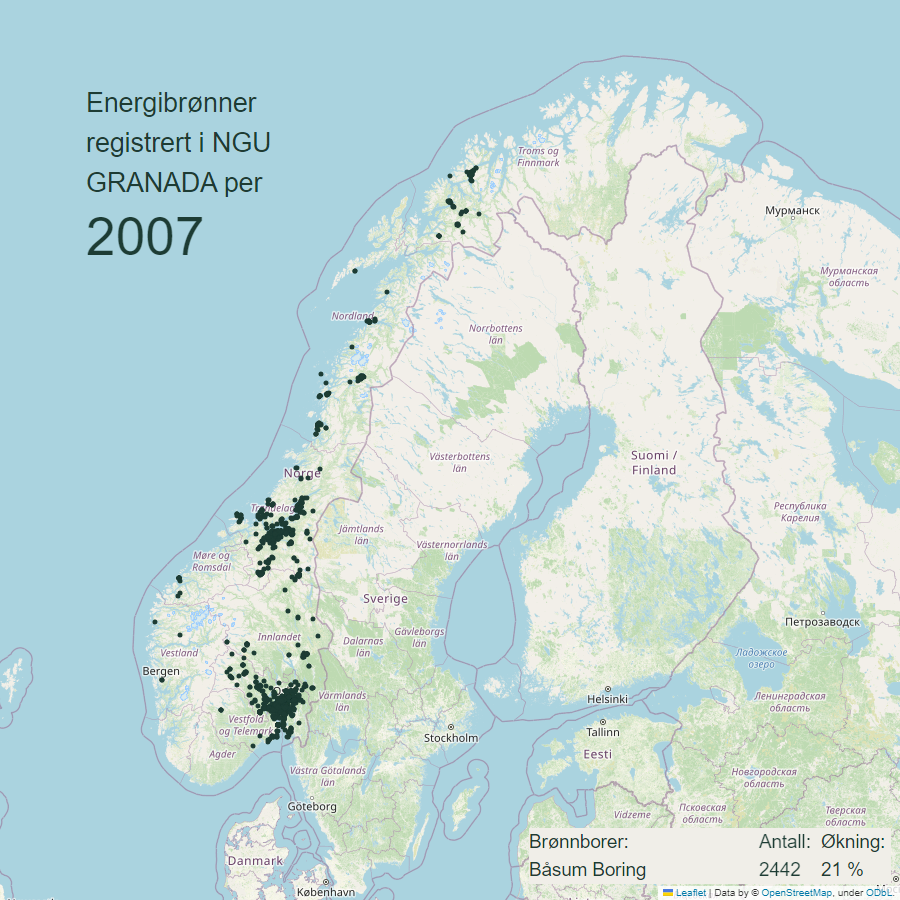 Energibrønner
registrert i NGU
GRANADA per
2007
Troms og
Finnmark
Мурманск
Мурманская
область
Nordland
Norrbottens
län
Norge
Västerbottens
län
Suomi /
Finland
Trøndelag
Республика
Карелия
Jämtlands
län
Västernorrlands
län
Møre og
Romsdal
Sverige
Петрозаводск
Innlandet
Gävleborgs
län
Dalarnas
län
Vestland
Ладожское
озеро
Bergen
Helsinki
Värmlands
län
Ленинградская
область
Vestfold
og Telemark
Stockholm
Tallinn
Eesti
Agder
Västra Götalands
län
Новгородская
область
Göteborg
Vidzeme
Псковская
область
Тверская
область
Danmark
København
Brønnborer: Antall: Økning:
Båsum Boring 2442 21 %
Leaflet | Data by © OpenStreetMap, under ODbL.